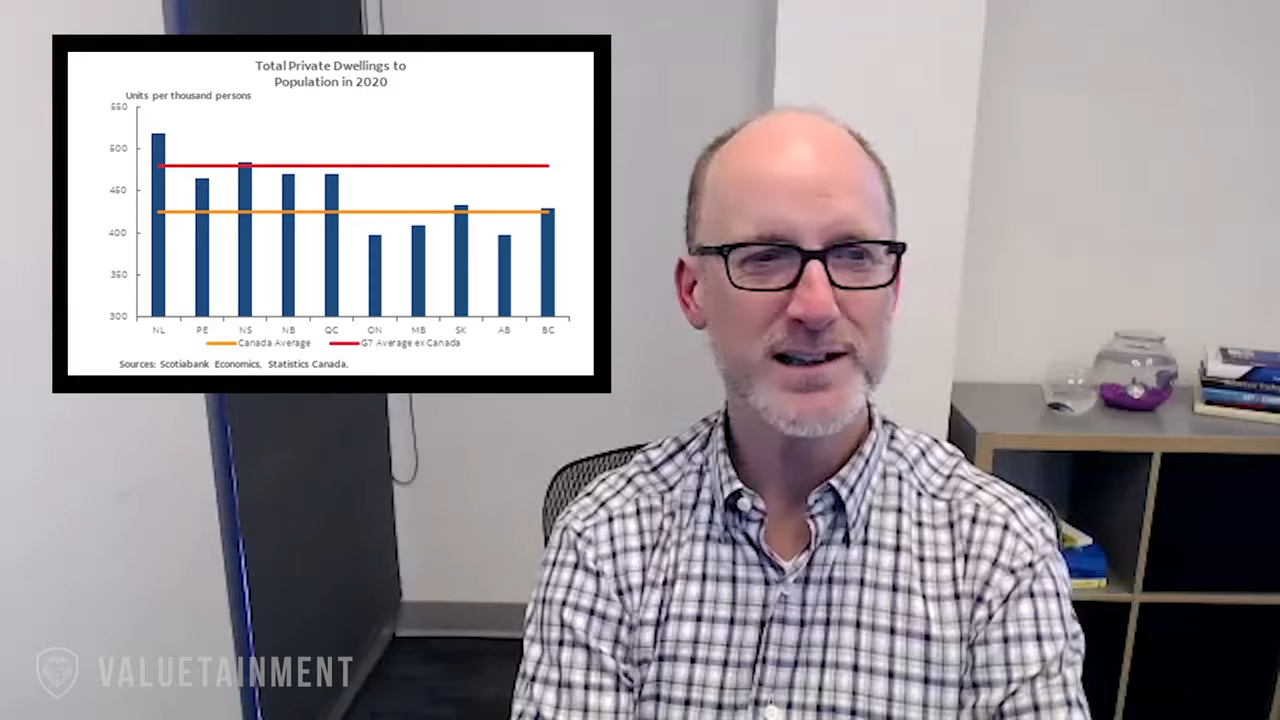 Total Private Dwellings to
Population in 2020
Units per thousand persons
550
500
450
400
350
300
NL PE NS NB QC ON MB SK AB BC
Canada Average G7 Average ex Canada
Sources: Scotiabank Economics, Statistics Canada.
VALUETAINMENT